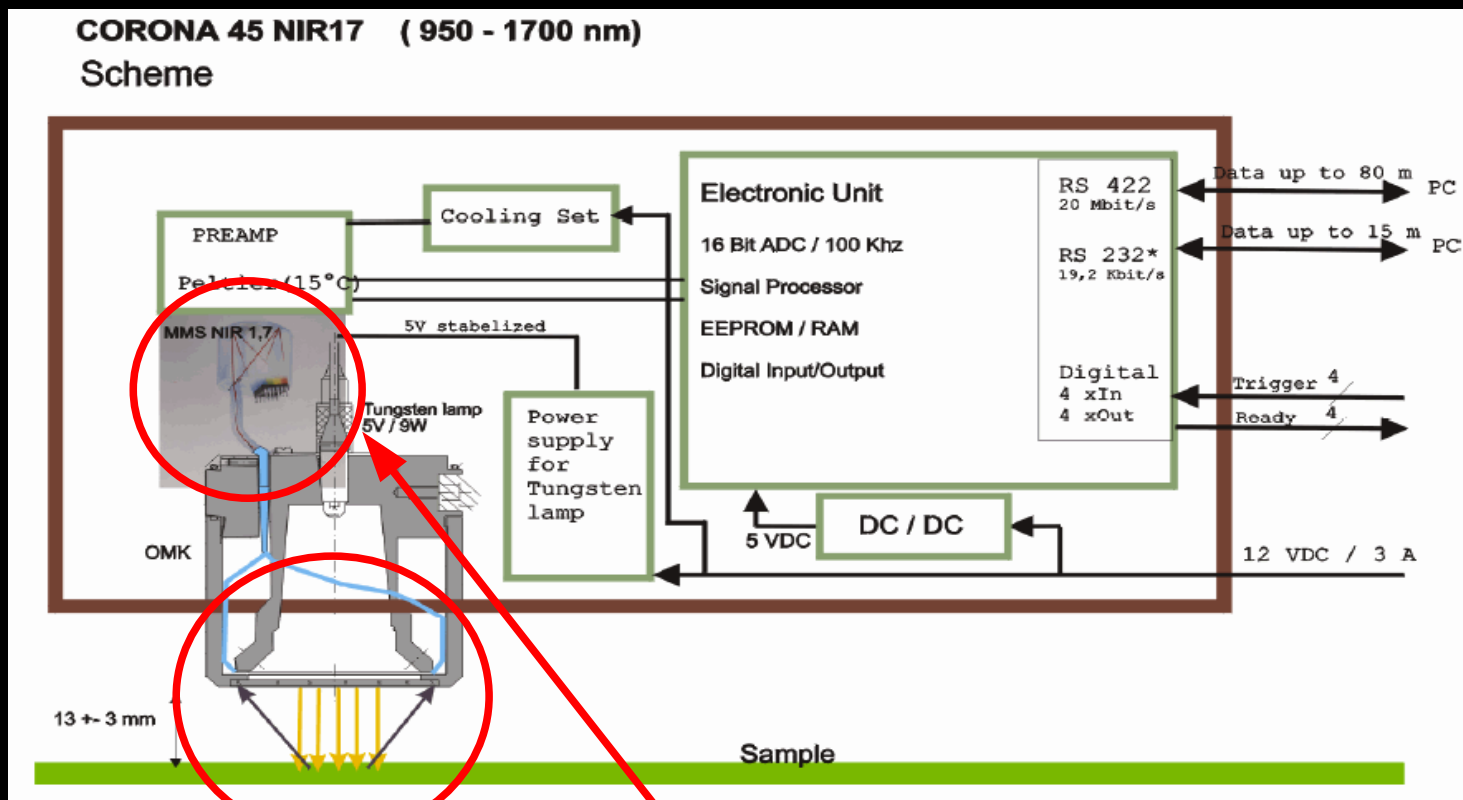 CORONA 45 NIR17 ( 950 - 1700 nm)
Scheme
PREAMP
Peltier(15°C)
MMS NIR 1,7
Cooling Set
5V stabelized
Tungsten lamp
5V / 9W
Power
supply
for
Tungsten
lamp
OMK
13 +- 3 mm
Electronic Unit
16 Bit ADC / 100 Khz
Signal Processor
EEPROM / RAM
Digital Input/Output
RS 422
20 Mbit/s
RS 232*
19,2 Kbit/s
Digital
4 xIn
4 xOut
Data up to 80 m
PC
Data up to 15 m
PC
Trigger 4
Ready 4
5 VDC
DC / DC
12 VDC / 3 A
Sample